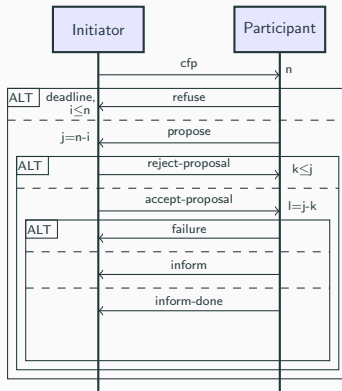 Initiator
Participant
cfp
n
ALT
deadline,
i≤n
refuse
j=n-i
propose
ALT
reject-proposal
k≤j
accept-proposal
l=j-k
ALT
failure
inform
inform-done